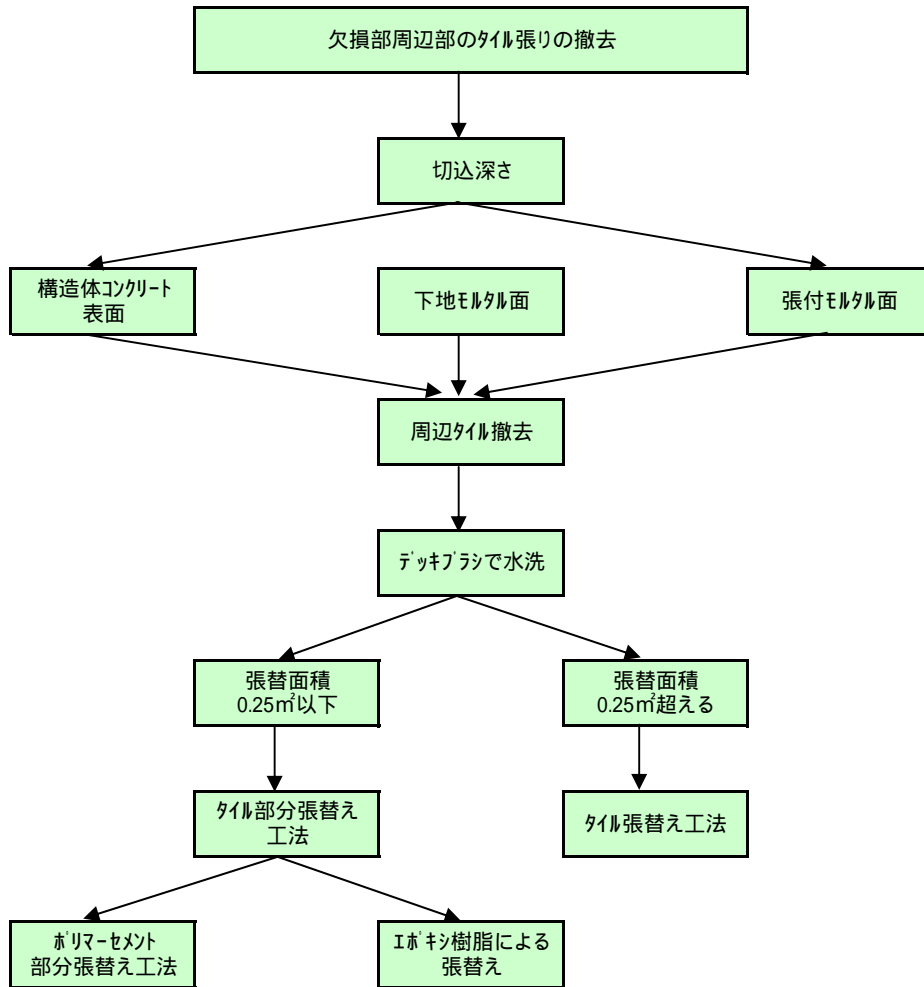 欠損部周辺部のﾀｲﾙ張りの撤去
切込深さ
構造体ｺﾝｸﾘｰﾄ
表面
下地ﾓﾙﾀﾙ面
張付ﾓﾙﾀﾙ面
周辺ﾀｲﾙ撤去
ﾃﾞｯｷﾌﾞﾗｼで水洗
張替面積
0.25㎡以下
張替面積
0.25㎡超える
ﾀｲﾙ部分張替え
工法
ﾀｲﾙ張替え工法
ﾎﾟﾘﾏｰｾﾒﾝﾄ
部分張替え工法
ｴﾎﾟｷｼ樹脂による
張替え